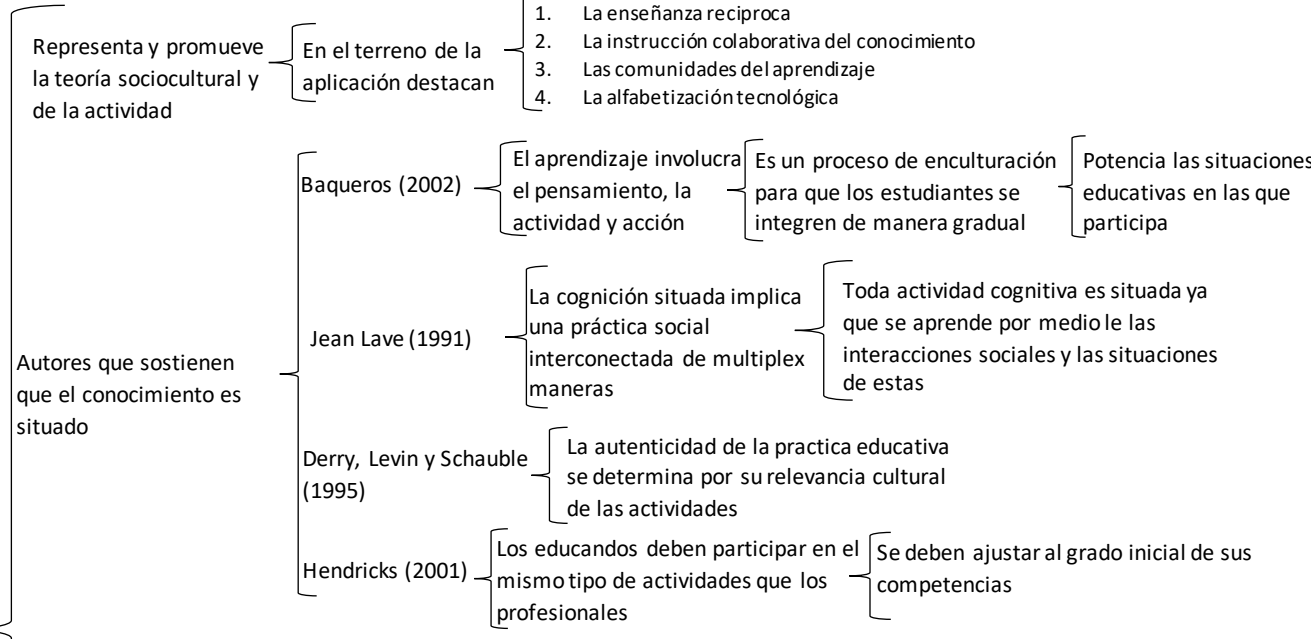 Representa y promueve
la teoría sociocultural y
de la actividad
En el terreno de la
aplicación destacan
1. La enseñanza reciproca
2. La instrucción colaborativa del conocimiento
3. Las comunidades del aprendizaje
4. La alfabetización tecnológica
Autores que sostienen
que el conocimiento es
situado
Baqueros (2002)
El aprendizaje involucra
el pensamiento, la
actividad y acción
Es un proceso de enculturación
para que los estudiantes se
integren de manera gradual
Potencia las situaciones
educativas en las que
participa
Jean Lave (1991)
La cognición situada implica
una práctica social
interconectada de multiplex
maneras
Toda actividad cognitiva es situada ya
que se aprende por medio le las
interacciones sociales y las situaciones
de estas
Derry, Levin y Schauble
(1995)
La autenticidad de la practica educativa
se determina por su relevancia cultural
de las actividades
Hendricks (2001)
Los educandos deben participar en el
mismo tipo de actividades que los
profesionales
Se deben ajustar al grado inicial de sus
competencias